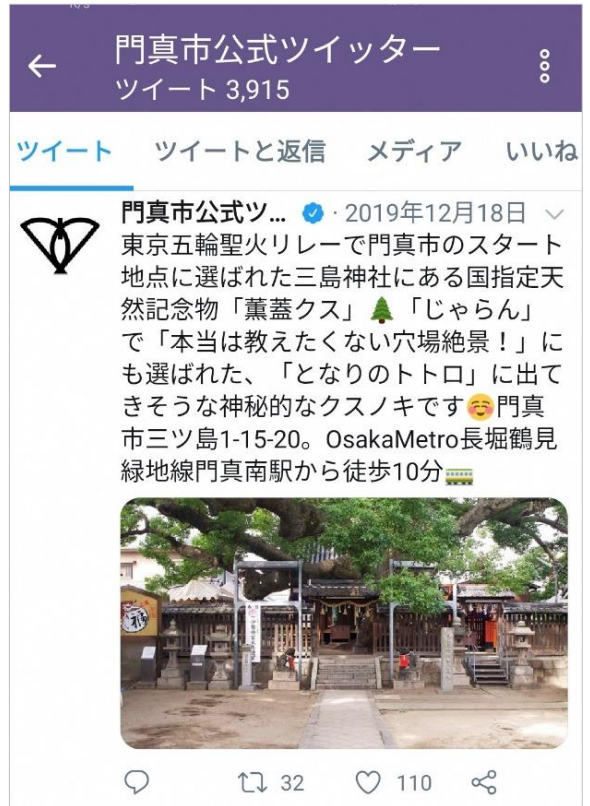 門真市公式ツイッター
ツイート 3,915
ツイート ツイートと返信 メディア いいね
門真市公式ツ... · 2019年12月18日
東京五輪聖火リレーで門真市のスタート
地点に選ばれた三島神社にある国指定天
然記念物「薫蓋クス」🌲「じゃらん」
で「本当は教えたくない穴場絶景！」に
も選ばれた、「となりのトトロ」に出て
きそうな神秘的なクスノキです☺️門真
市三ツ島1-15-20。OsakaMetro長堀鶴見
緑地線門真南駅から徒歩10分🚃
32 110